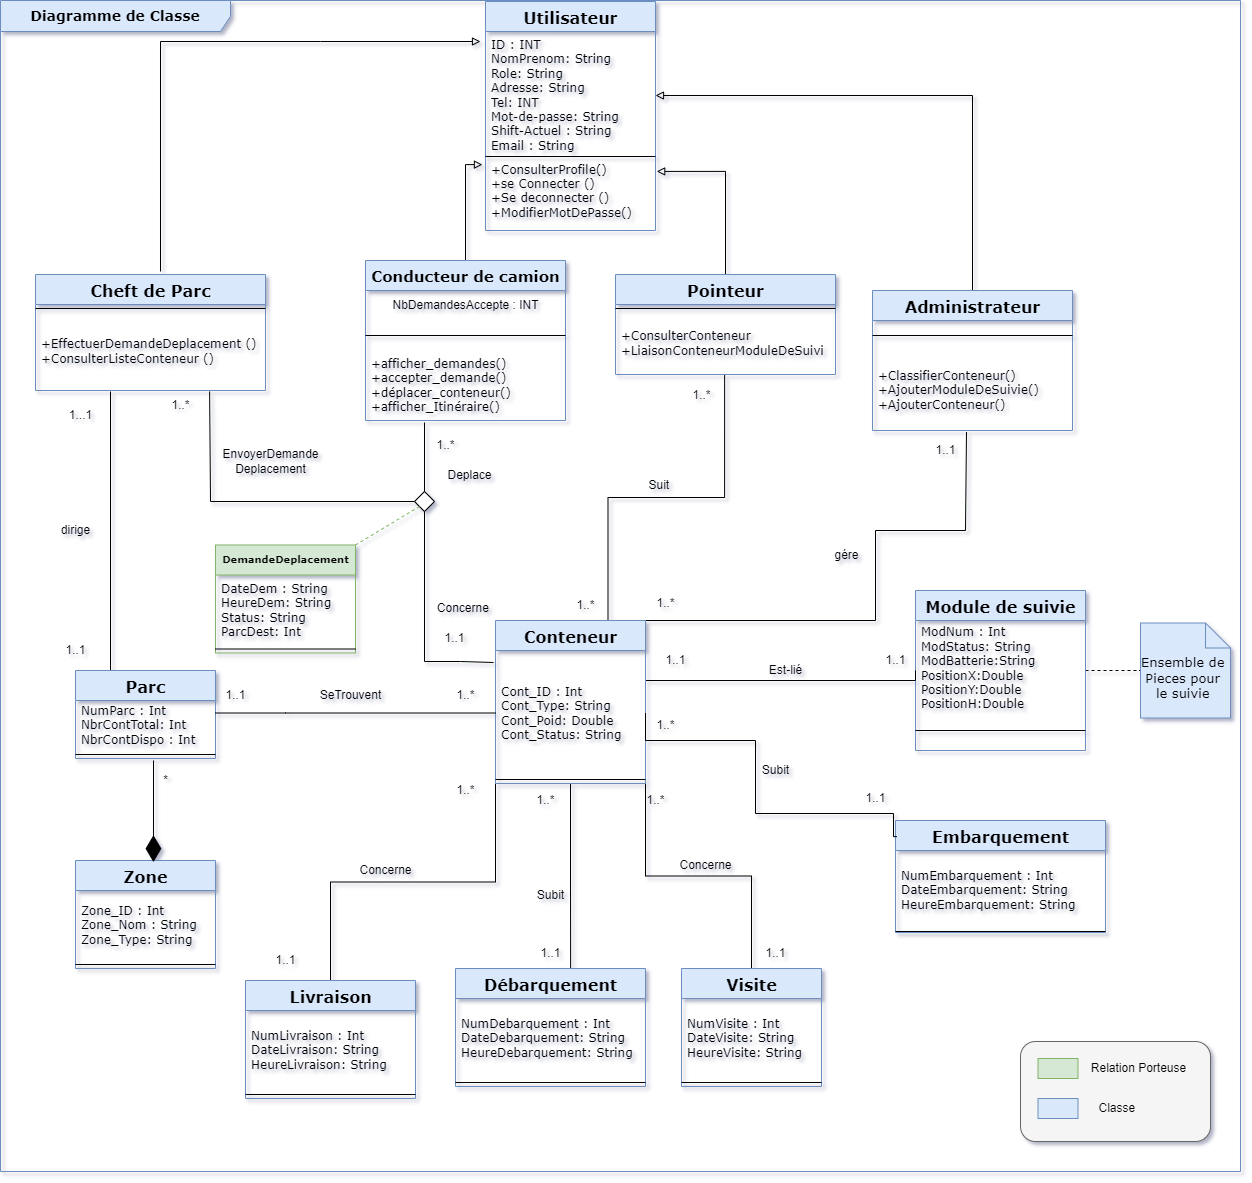 Diagramme de Classe
Utilisateur
ID : INT
NomPrenom: String
Role: String
Adresse: String
Tel: INT
Mot-de-passe: String
Shift-Actuel : String
Email : String
+ConsulterProfile()
+se Connecter ()
+Se deconnecter ()
+ModifierMotDePasse()
Cheft de Parc
+EffectuerDemandeDeplacement ()
+ConsulterListeConteneur ()
Conducteur de camion
NbDemandesAccepte : INT
+afficher_demandes()
+accepter_demande()
+déplacer_conteneur()
+afficher_Itinéraire()
Pointeur
+ConsulterConteneur
+LiaisonConteneurModuleDeSuivi
Administrateur
+ClassifierConteneur()
+AjouterModuleDeSuivie()
+AjouterConteneur()
1...1
1..*
1..*
1..*
1..1
EnvoyerDemande
Deplacement
Deplace
Suit
dirige
gére
DemandeDeplacement
DateDem : String
HeureDem: String
Status: String
ParcDest: Int
Concerne
1..1
1..*
1..*
1..1
Conteneur
Cont_ID : Int
Cont_Type: String
Cont_Poid: Double
Cont_Status: String
Module de suivie
ModNum : Int
ModStatus: String
ModBatterie:String
PositionX:Double
PositionY:Double
PositionH:Double
Ensemble de
Pieces pour
le suivie
1..1
Est-lié
1..1
Parc
NumParc : Int
NbrContTotal: Int
NbrContDispo : Int
1..1
SeTrouvent
1..*
1..*
Subit
1..1
*
1..*
1..*
1..*
Embarquement
NumEmbarquement : Int
DateEmbarquement: String
HeureEmbarquement: String
Zone
Zone_ID : Int
Zone_Nom : String
Zone_Type: String
Concerne
Subit
Concerne
1..1
1..1
1..1
Livraison
NumLivraison : Int
DateLivraison: String
HeureLivraison: String
Débarquement
NumDebarquement : Int
DateDebarquement: String
HeureDebarquement: String
Visite
NumVisite : Int
DateVisite: String
HeureVisite: String
Relation Porteuse
Classe